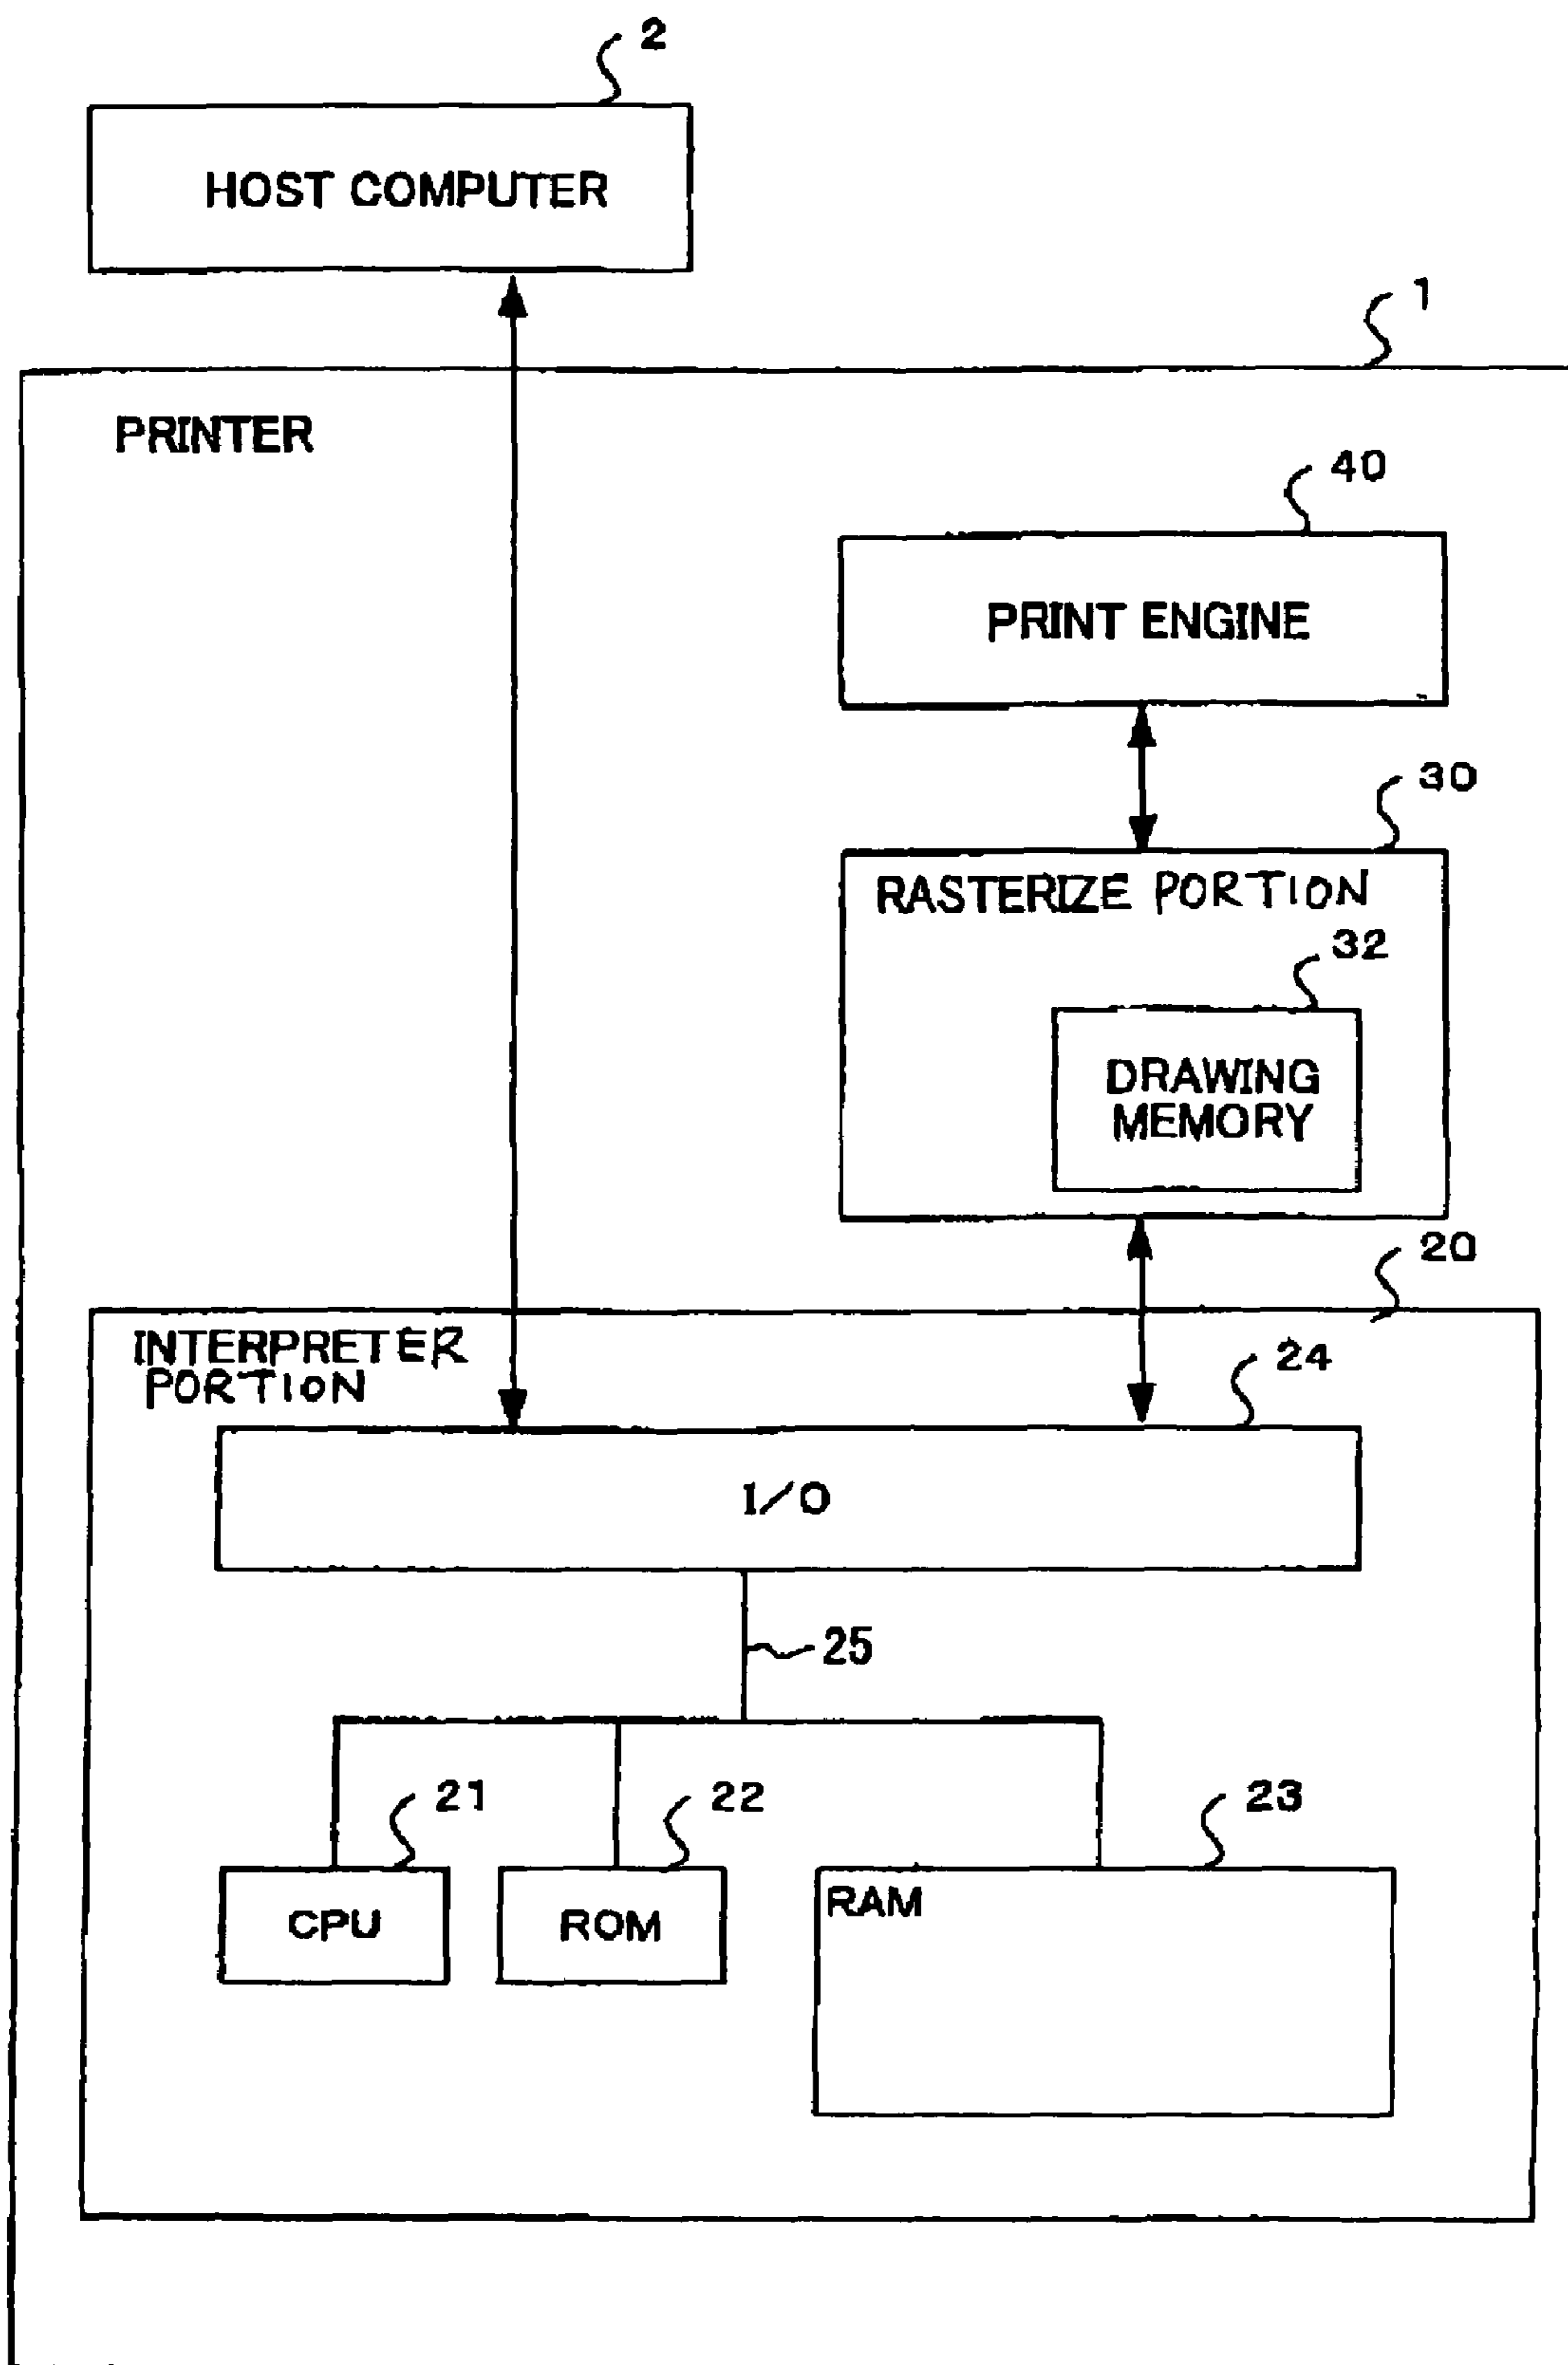 2
HOST COMPUTER
1
PRINTER
40
PRINT ENGINE
30
RASTERIZE PORTION
32
DRAWING
MEMORY
20
INTERPRETER
PORTION
24
I/O
25
21
22
23
CPU
ROM
RAM